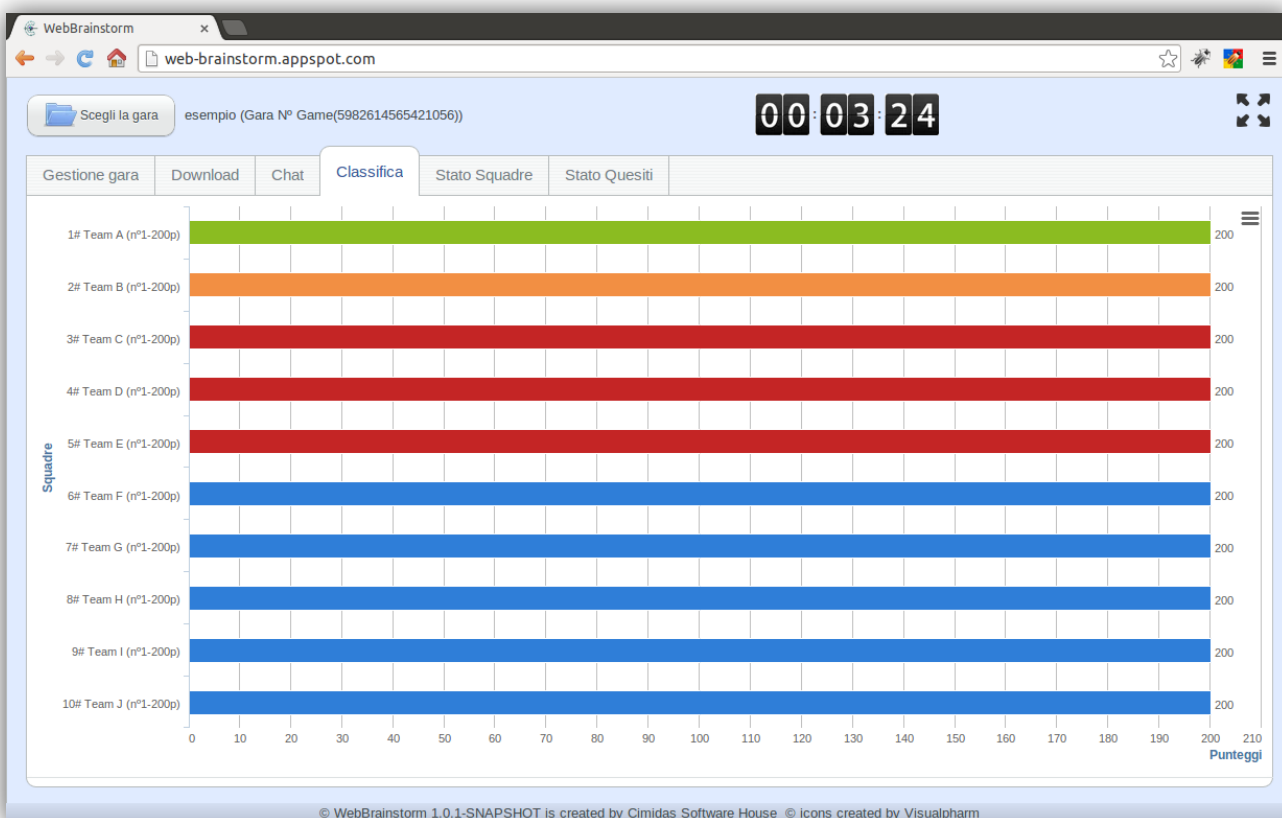 WebBrainstorm
web-brainstorm.appspot.com
Scegli la gara
esempio (Gara Nº Game(5982614565421056))
00:03:24
Gestione gara
Download
Chat
Classifica
Stato Squadre
Stato Quesiti
Squadre
1# Team A (nº1-200p)
200
2# Team B (nº1-200p)
200
3# Team C (nº1-200p)
200
4# Team D (nº1-200p)
200
5# Team E (nº1-200p)
200
6# Team F (nº1-200p)
200
7# Team G (nº1-200p)
200
8# Team H (nº1-200p)
200
9# Team I (nº1-200p)
200
10# Team J (nº1-200p)
200
0 10 20 30 40 50 60 70 80 90 100 110 120 130 140 150 160 170 180 190 200 210
Punteggi
© WebBrainstorm 1.0.1-SNAPSHOT is created by Cimidas Software House © icons created by Visualpharm